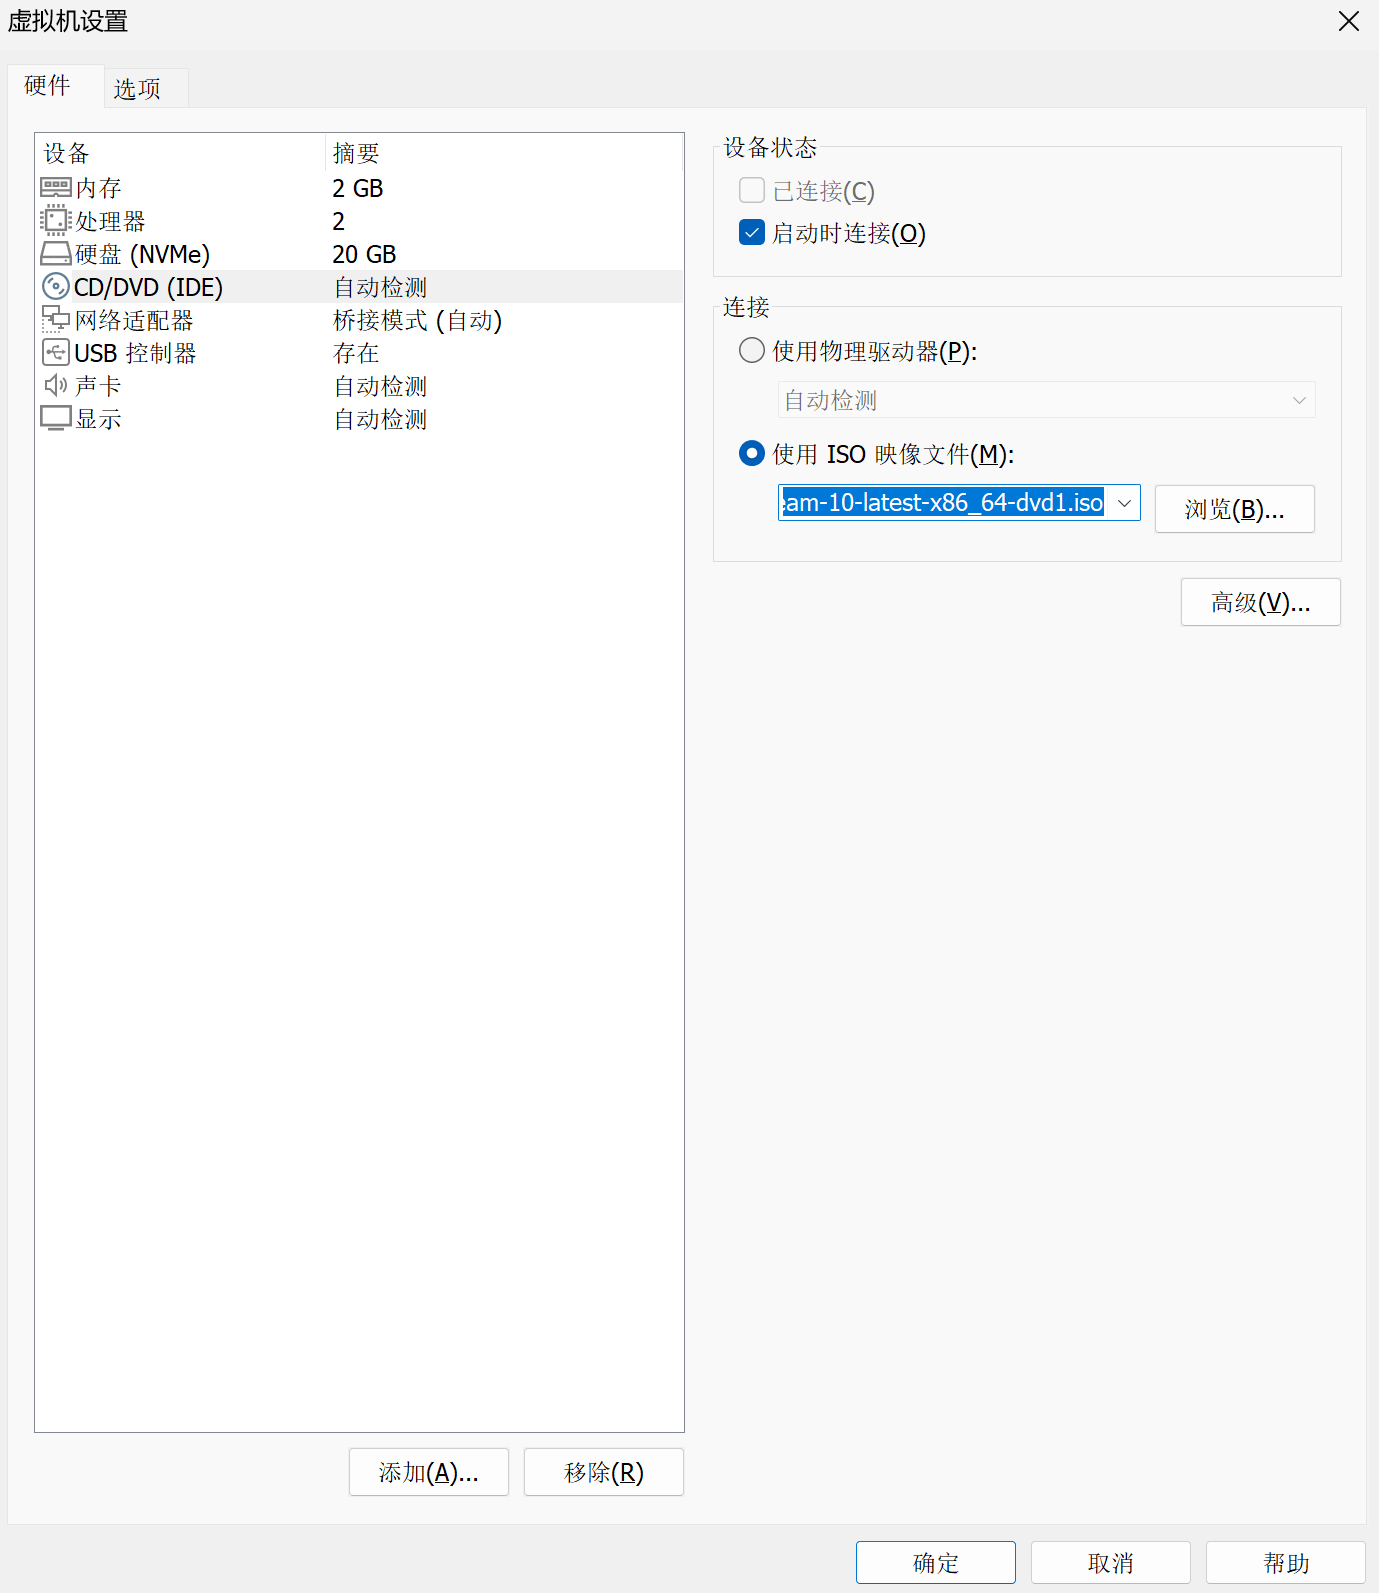 虚拟机设置
硬件
选项
设备 摘要
内存 2 GB
处理器 2
硬盘 (NVMe) 20 GB
CD/DVD (IDE) 自动检测
网络适配器 桥接模式 (自动)
USB 控制器 存在
声卡 自动检测
显示 自动检测
添加(A)...
移除(R)
设备状态
已连接(C)
启动时连接(O)
连接
使用物理驱动器(P):
自动检测
使用 ISO 映像文件(M):
eam-10-latest-x86_64-dvd1.iso
浏览(B)...
高级(V)...
确定
取消
帮助